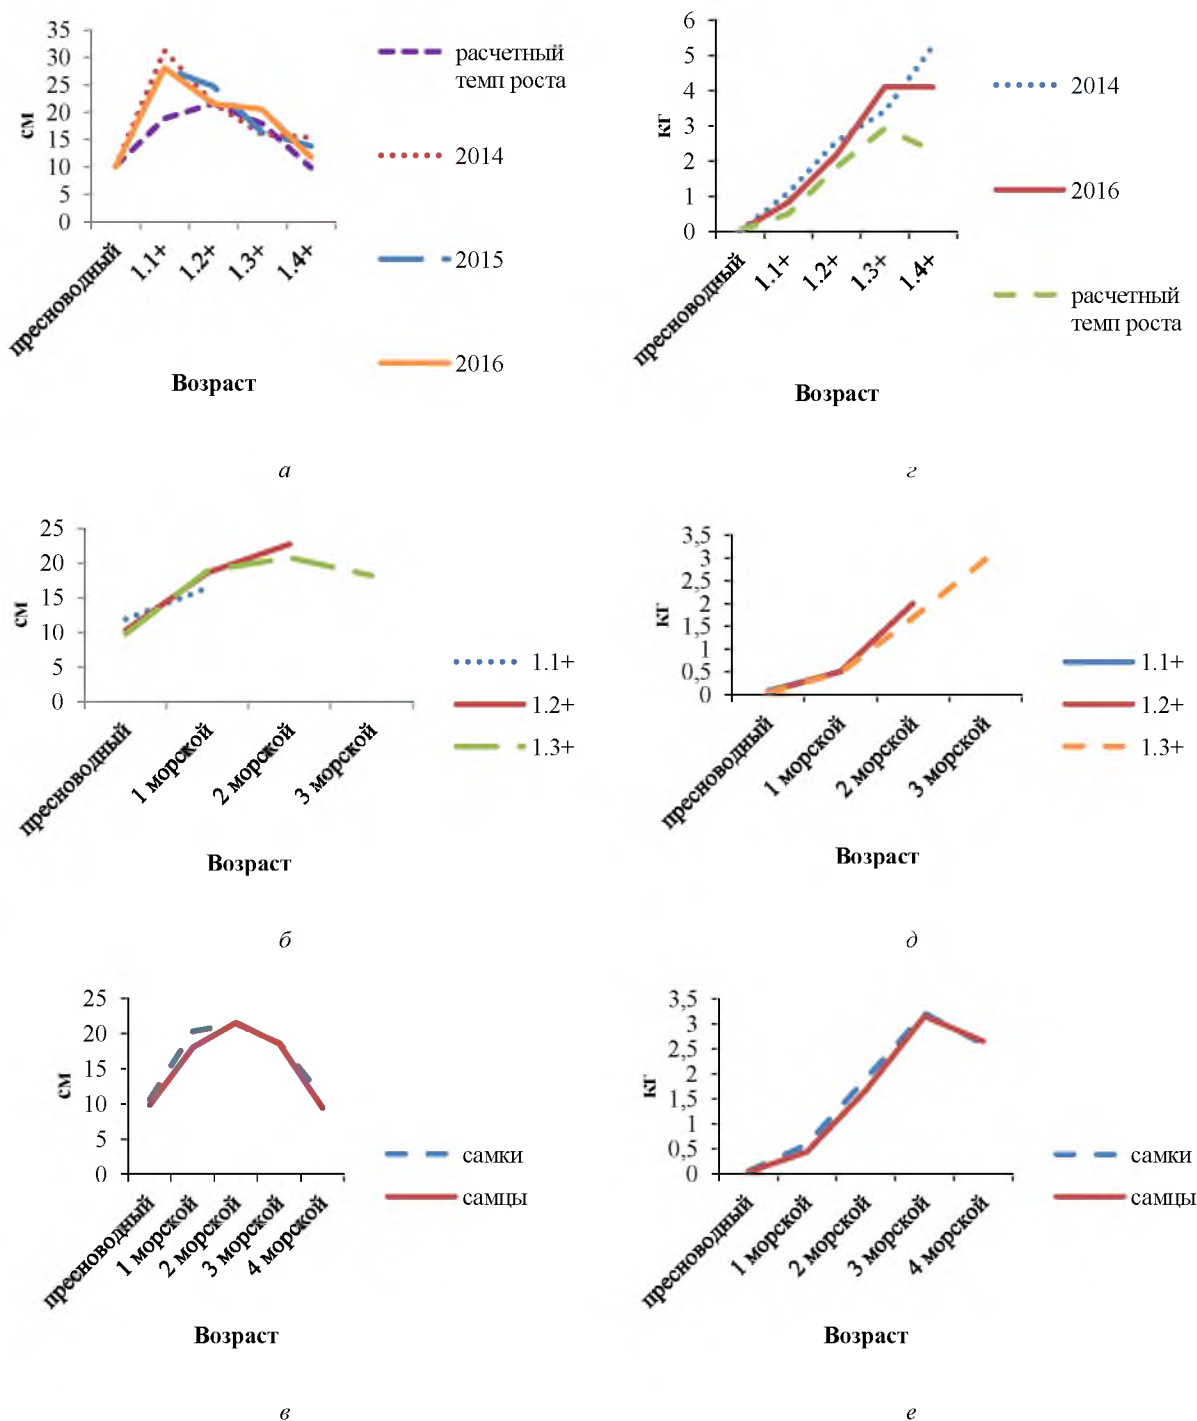 35
30
25
20
15
10
5
0
см
пресноводный
1.1+
1.2+
1.3+
1.4+
Возраст
расчетный
темп роста
2014
2015
2016
а
6
5
4
3
2
1
0
кг
пресноводный
1.1+
1.2+
1.3+
1.4+
Возраст
2014
2016
расчетный
темп роста
г
25
20
15
10
5
0
см
пресноводный
1 морской
2 морской
3 морской
Возраст
1.1+
1.2+
1.3+
б
3,5
3
2,5
2
1,5
1
0,5
0
кг
пресноводный
1 морской
2 морской
3 морской
Возраст
1.1+
1.2+
1.3+
д
25
20
15
10
5
0
см
пресноводный
1 морской
2 морской
3 морской
4 морской
Возраст
самки
самцы
в
3,5
3
2,5
2
1,5
1
0,5
0
кг
пресноводный
1 морской
2 морской
3 морской
4 морской
Возраст
самки
самцы
е